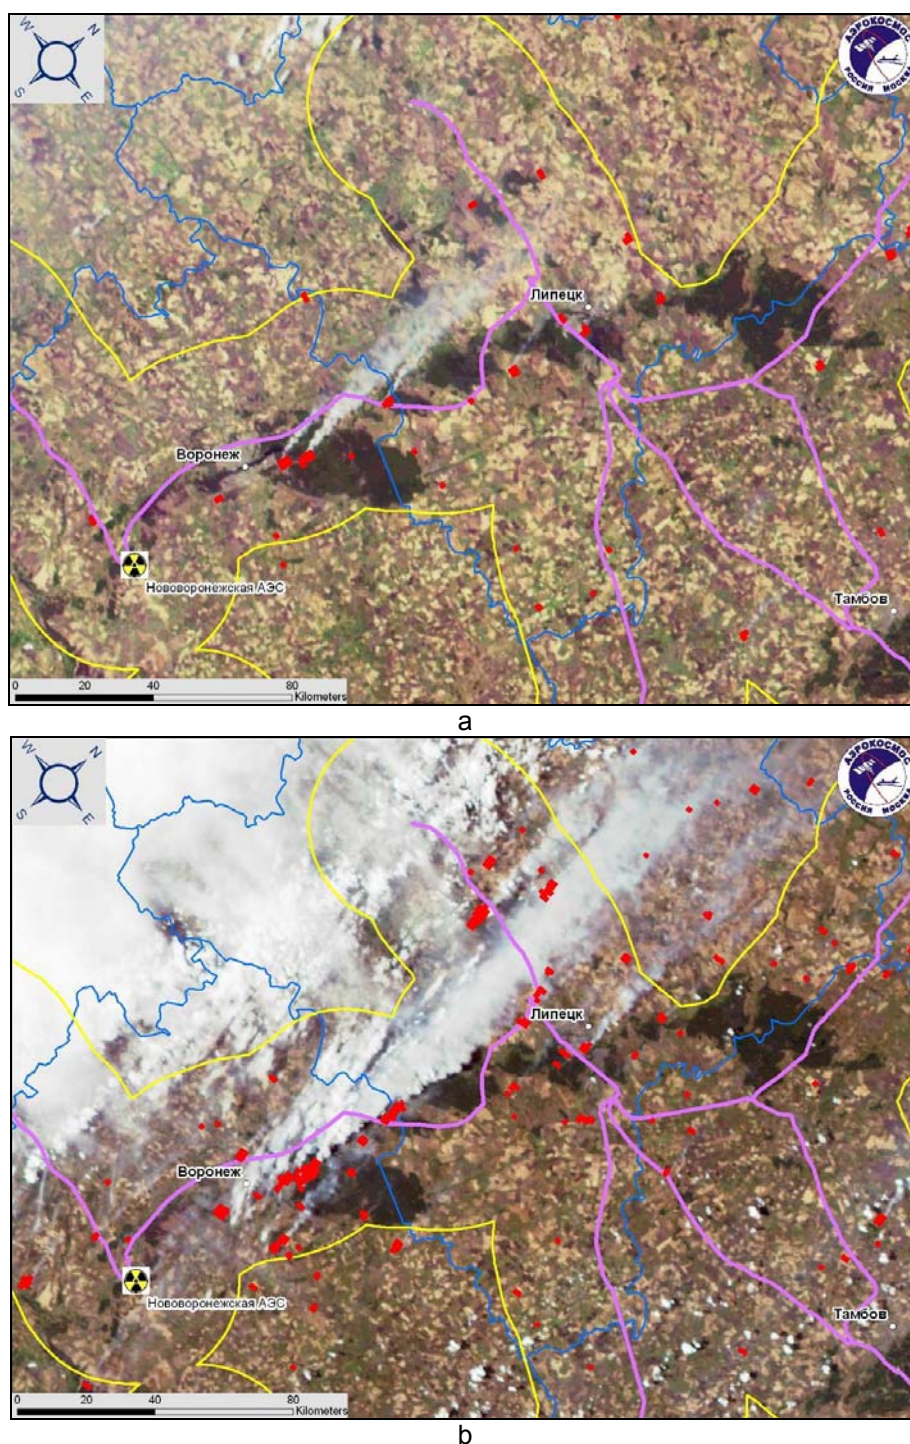 W N
S E
АЭРОКОСМОС
РОССИЯ МОСКВА
Липецк
Воронеж
Нововоронежская АЭС
Тамбов
0 20 40 80
Kilometers
a
W N
S E
АЭРОКОСМОС
РОССИЯ МОСКВА
Липецк
Воронеж
Нововоронежская АЭС
Тамбов
0 20 40 80
Kilometers
b